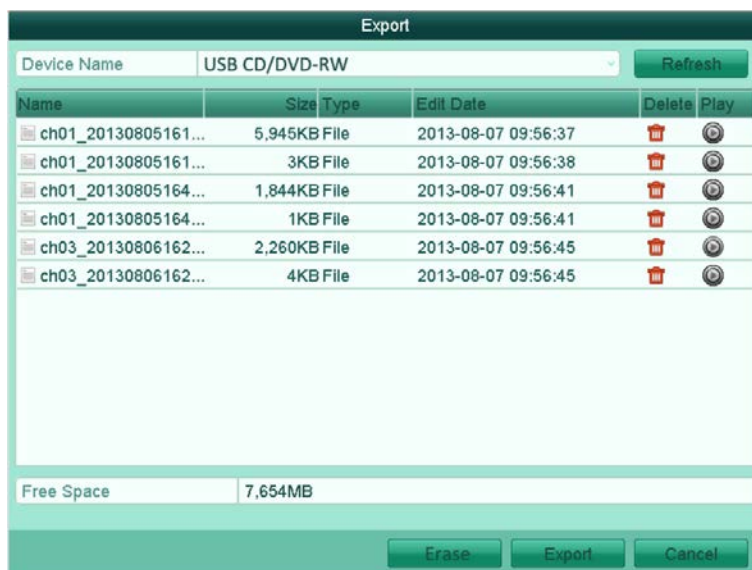 Export
Device Name USB CD/DVD-RW Refresh
Name Size Type Edit Date Delete Play
ch01_20130805161... 5,945KB File 2013-08-07 09:56:37
ch01_20130805161... 3KB File 2013-08-07 09:56:38
ch01_20130805164... 1,844KB File 2013-08-07 09:56:41
ch01_20130805164... 1KB File 2013-08-07 09:56:41
ch03_20130806162... 2,260KB File 2013-08-07 09:56:45
ch03_20130806162... 4KB File 2013-08-07 09:56:45
Free Space 7,654MB
Erase Export Cancel